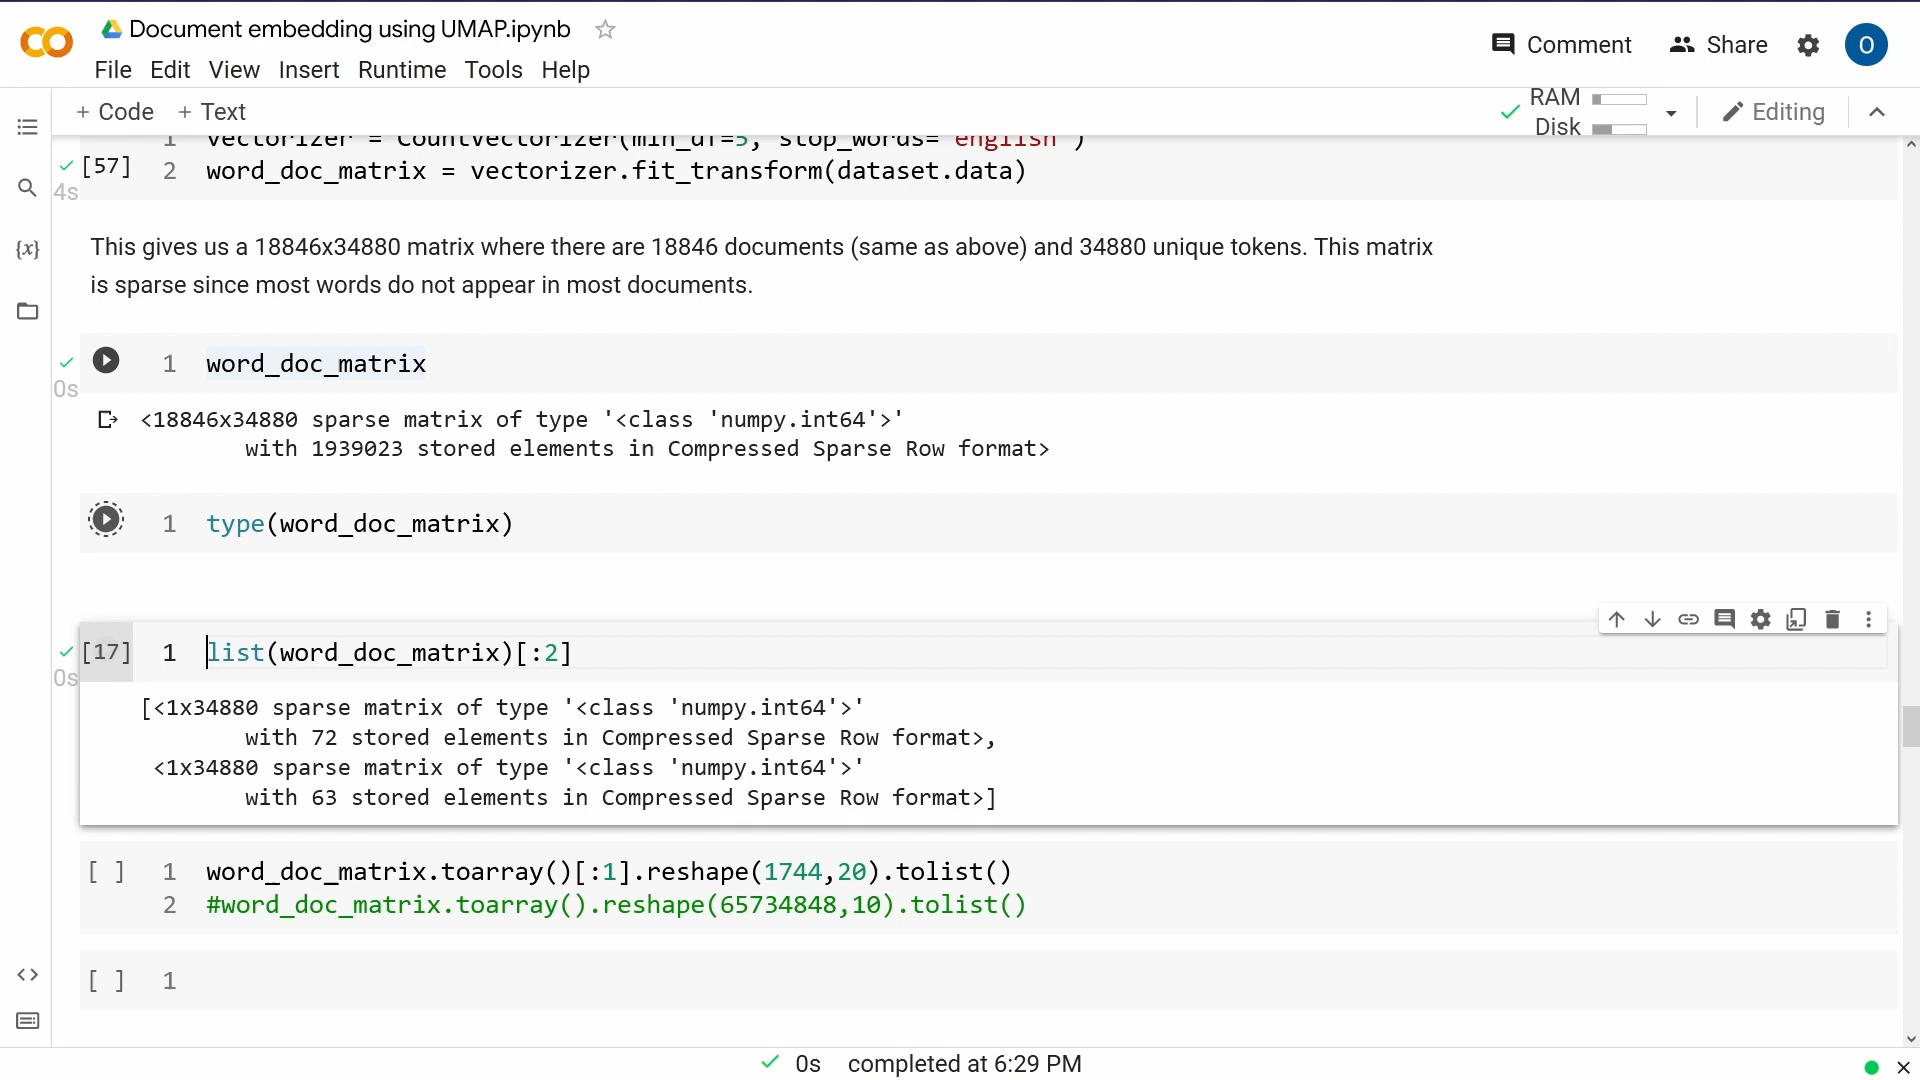 Document embedding using UMAP.ipynb
File Edit View Insert Runtime Tools Help
Comment Share O
+ Code + Text
RAM
Disk
Editing
[57]
4s
1 vectorizer = CountVectorizer(min_df=5, stop_words='english')
2 word_doc_matrix = vectorizer.fit_transform(dataset.data)
This gives us a 18846x34880 matrix where there are 18846 documents (same as above) and 34880 unique tokens. This matrix
is sparse since most words do not appear in most documents.
{x}
0s
1 word_doc_matrix
<18846x34880 sparse matrix of type '<class 'numpy.int64'>'
with 1939023 stored elements in Compressed Sparse Row format>
1 type(word_doc_matrix)
[17] 1 list(word_doc_matrix)[:2]
0s
[<1x34880 sparse matrix of type '<class 'numpy.int64'>'
with 72 stored elements in Compressed Sparse Row format>,
<1x34880 sparse matrix of type '<class 'numpy.int64'>'
with 63 stored elements in Compressed Sparse Row format>]
[ ] 1 word_doc_matrix.toarray()[:1].reshape(1744,20).tolist()
2 #word_doc_matrix.toarray().reshape(65734848,10).tolist()
[ ] 1
0s completed at 6:29 PM